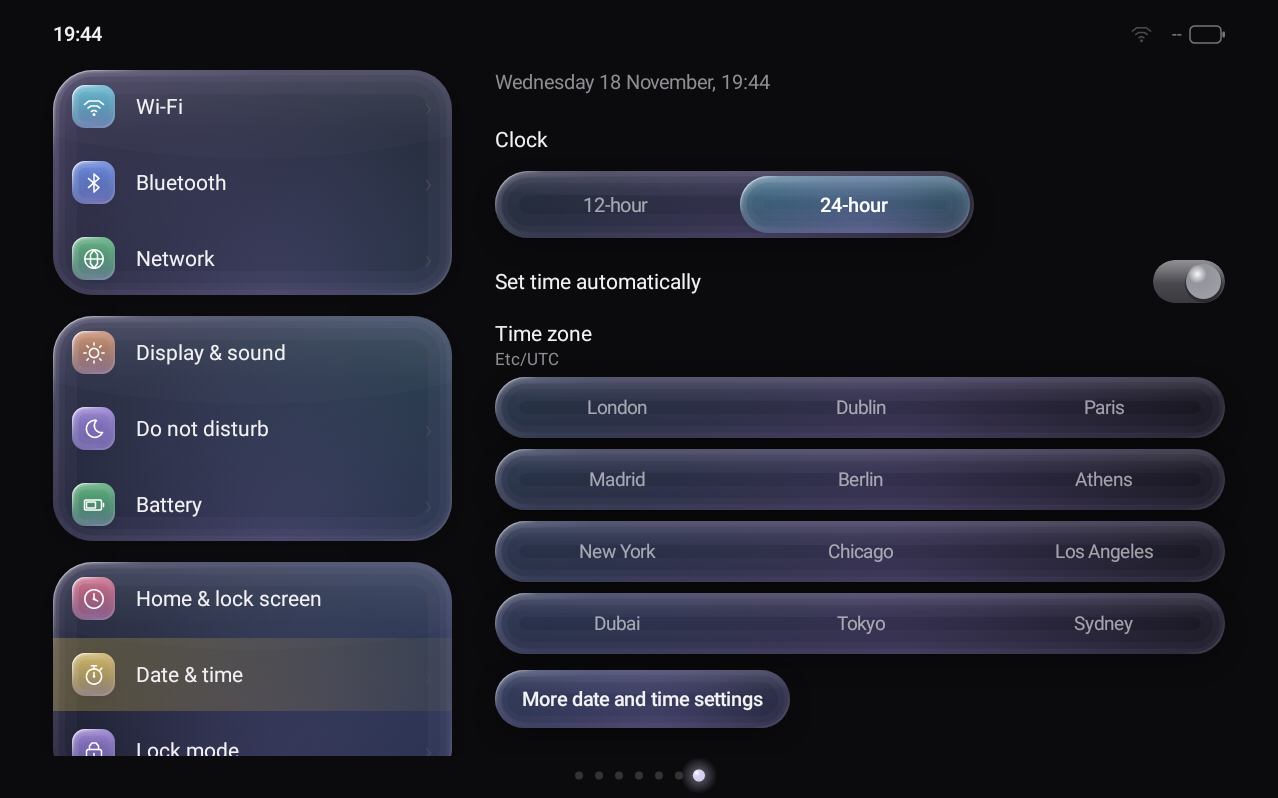 19:44
--
Wi-Fi
Bluetooth
Network
Display & sound
Do not disturb
Battery
Home & lock screen
Date & time
Lock mode
Wednesday 18 November, 19:44
Clock
12-hour 24-hour
Set time automatically
Time zone
Etc/UTC
London Dublin Paris
Madrid Berlin Athens
New York Chicago Los Angeles
Dubai Tokyo Sydney
More date and time settings